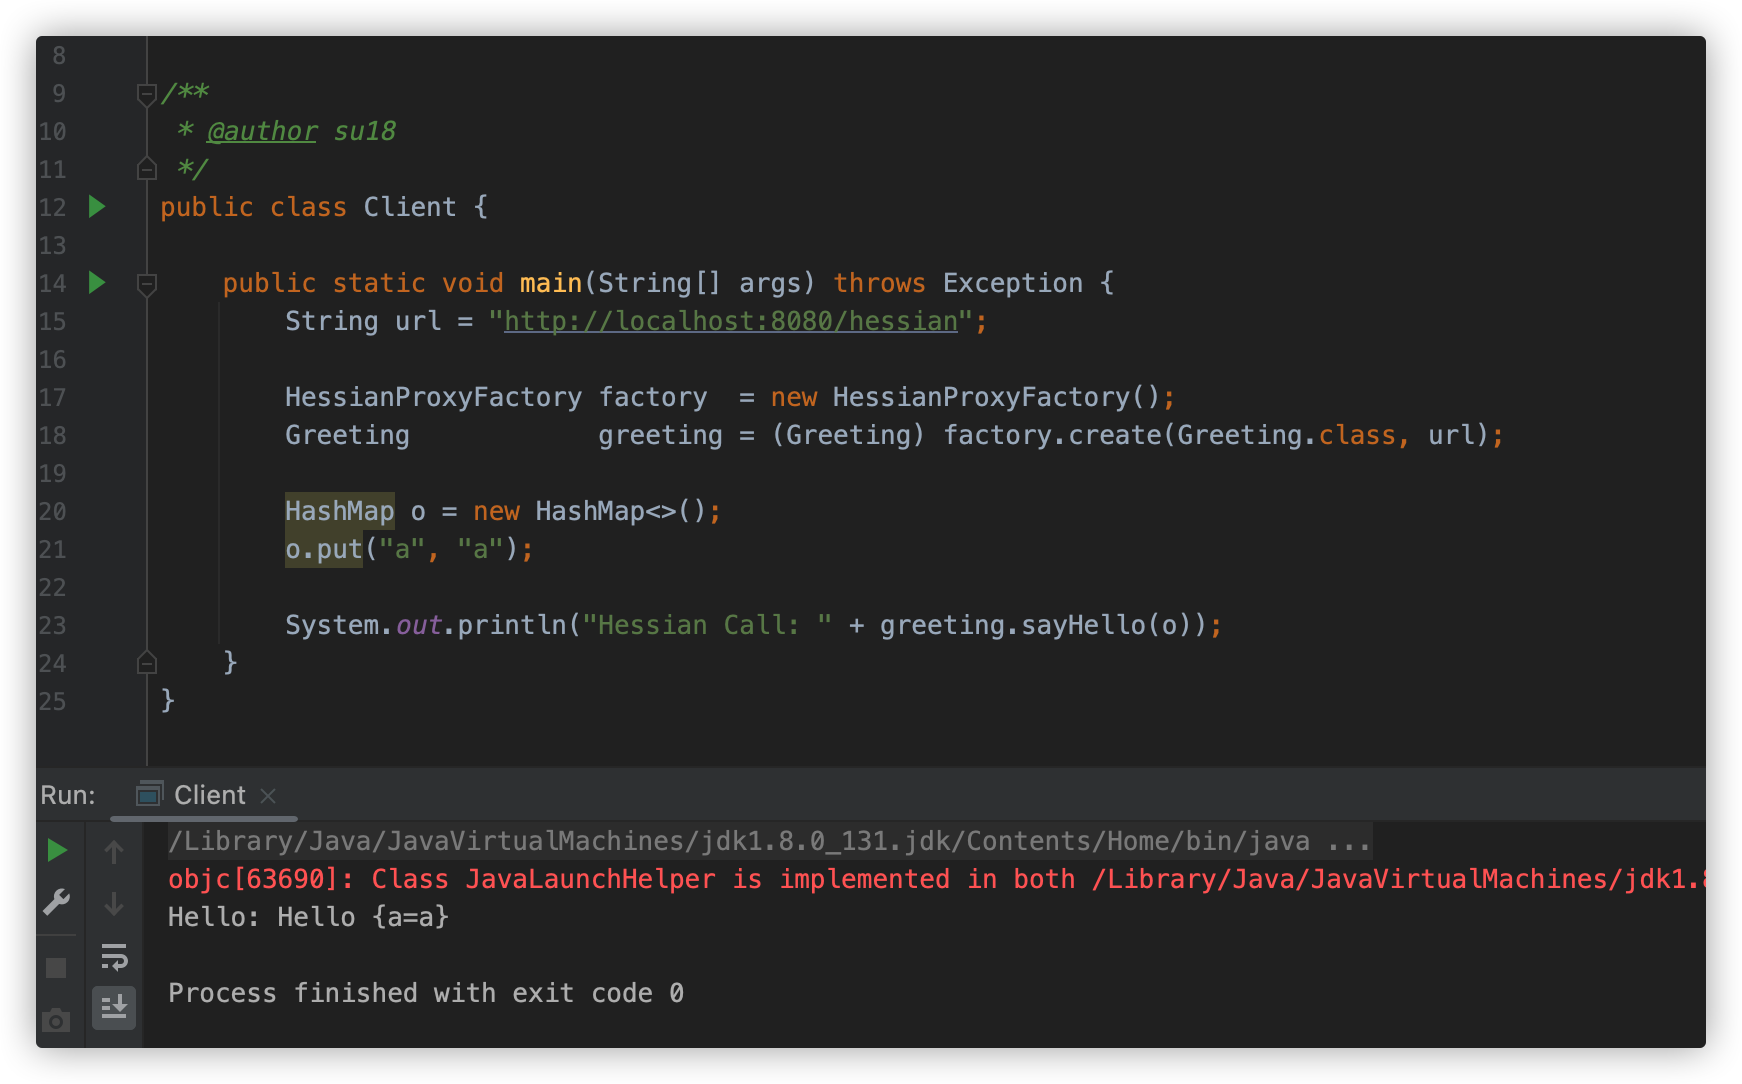 8
9 /**
10 * @author su18
11 */
12 public class Client {
13
14 public static void main(String[] args) throws Exception {
15 String url = "http://localhost:8080/hessian";
16
17 HessianProxyFactory factory  = new HessianProxyFactory();
18 Greeting            greeting = (Greeting) factory.create(Greeting.class, url);
19
20 HashMap o = new HashMap<>();
21 o.put("a", "a");
22
23 System.out.println("Hessian Call: " + greeting.sayHello(o));
24 }
25 }
Run: Client
/Library/Java/JavaVirtualMachines/jdk1.8.0_131.jdk/Contents/Home/bin/java ...
objc[63690]: Class JavaLaunchHelper is implemented in both /Library/Java/JavaVirtualMachines/jdk1.8
Hello: Hello {a=a}
Process finished with exit code 0